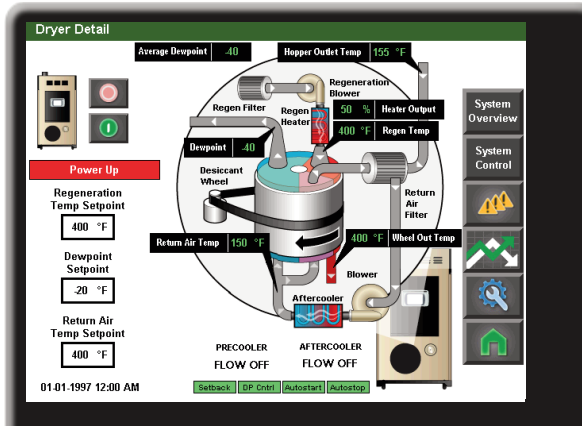 Dryer Detail
Average Dewpoint -40
Hopper Outlet Temp 155 °F
Regeneration
Blower
Regen Filter
Regen
Heater
50 % Heater Output
400 °F Regen Temp
Dewpoint -40
Desiccant
Wheel
Return
Air
Filter
Return Air Temp 150 °F
400 °F Wheel Out Temp
Blower
Aftercooler
PRECOOLER
FLOW OFF
AFTERCOOLER
FLOW OFF
Setback
DP Cntrl
Autostart
Autostop
Power Up
Regeneration
Temp Setpoint
400 °F
Dewpoint
Setpoint
-20 °F
Return Air
Temp Setpoint
400 °F
01-01-1997 12:00 AM
System
Overview
System
Control